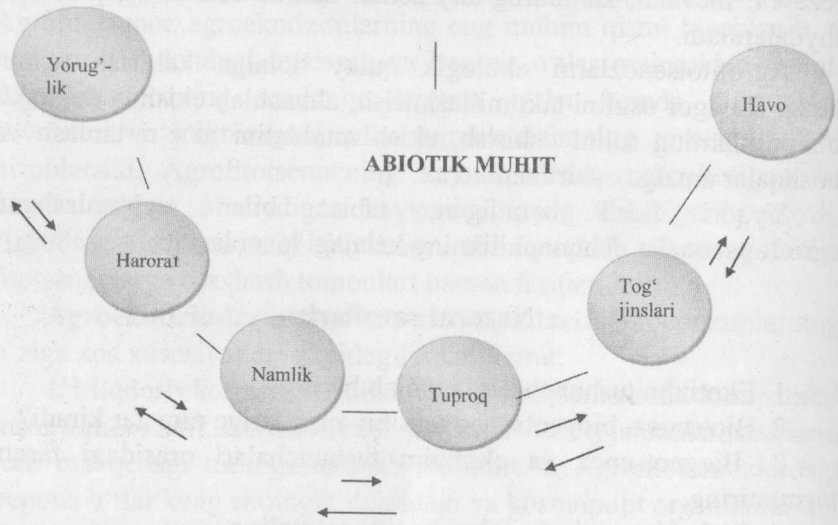 Yorug'-
lik
Havo
ABIOTIK MUHIT
Harorat
Tog‘
jinslari
Namlik
Tuproq